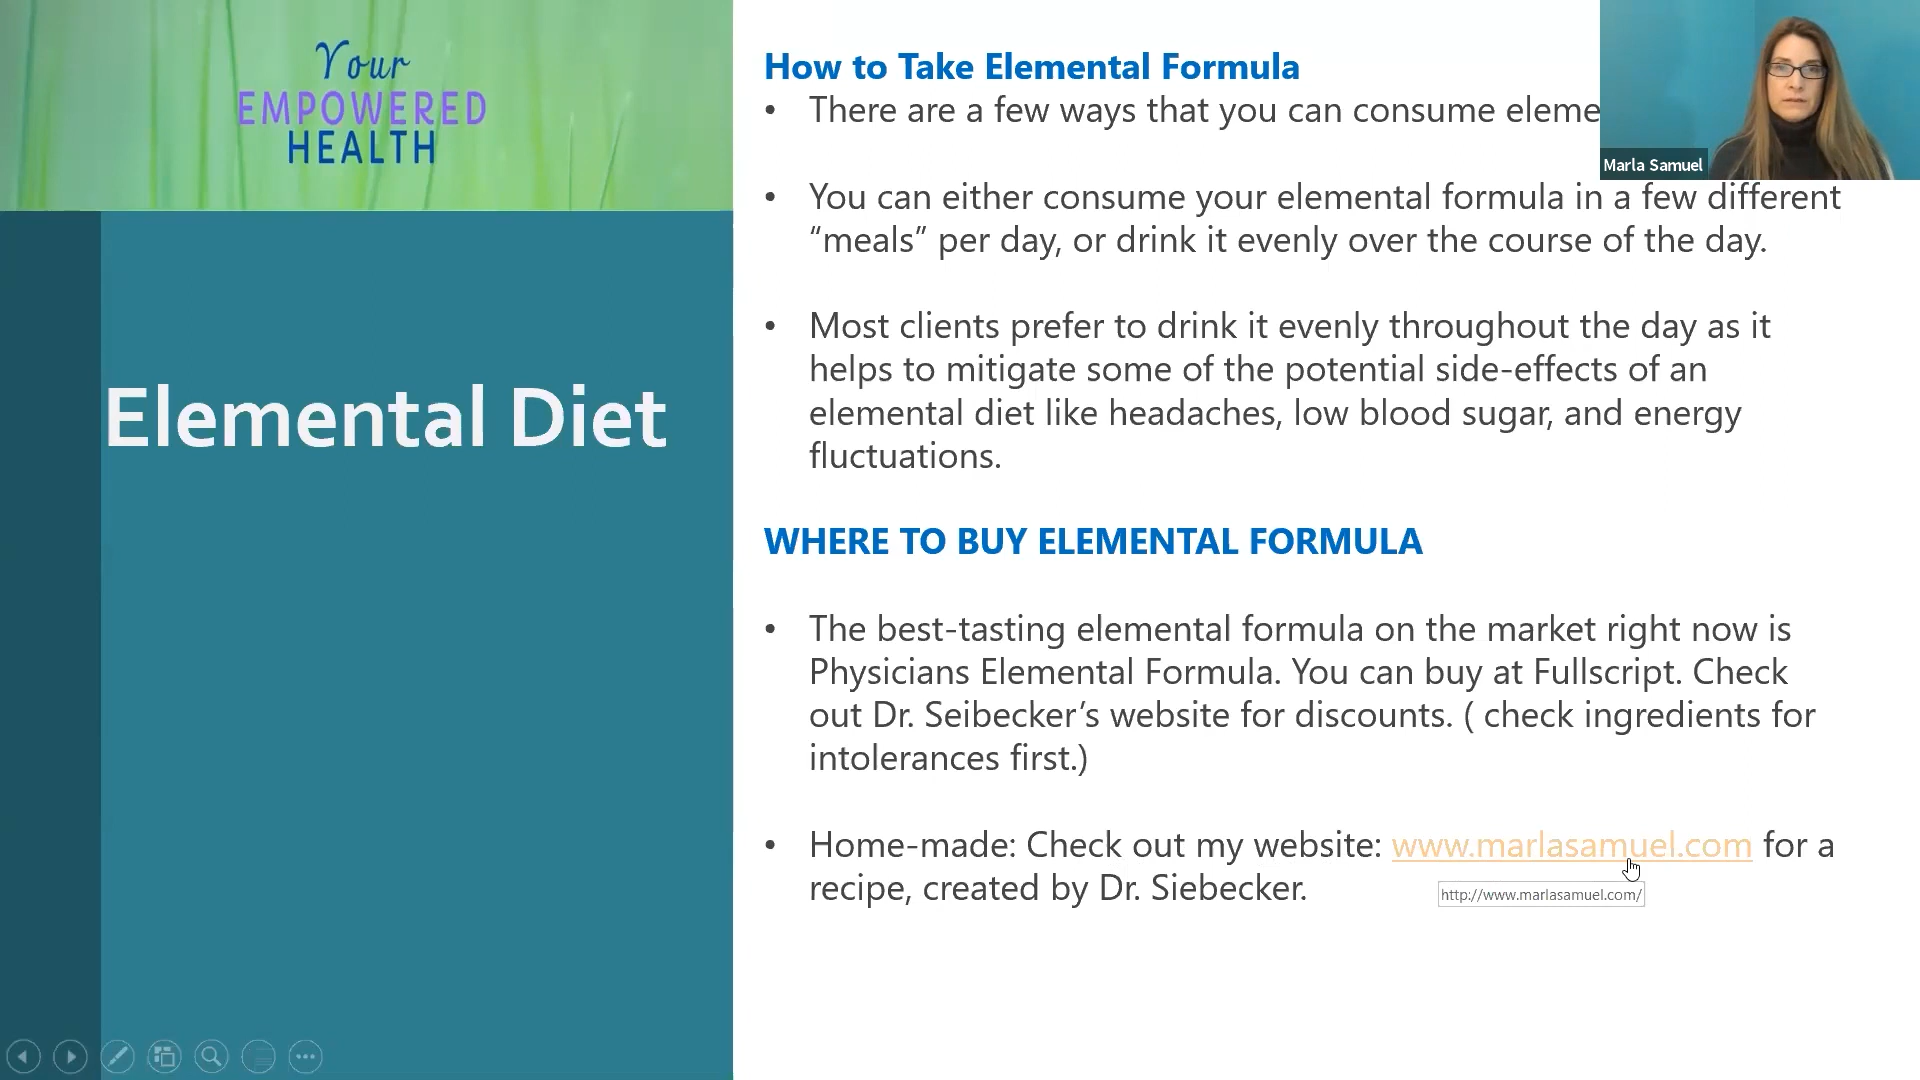 Your
EMPOWERED
HEALTH
Elemental Diet
How to Take Elemental Formula
• There are a few ways that you can consume eleme
Marla Samuel
• You can either consume your elemental formula in a few different
“meals” per day, or drink it evenly over the course of the day.
• Most clients prefer to drink it evenly throughout the day as it
helps to mitigate some of the potential side-effects of an
elemental diet like headaches, low blood sugar, and energy
fluctuations.
WHERE TO BUY ELEMENTAL FORMULA
• The best-tasting elemental formula on the market right now is
Physicians Elemental Formula. You can buy at Fullscript. Check
out Dr. Seibecker’s website for discounts. ( check ingredients for
intolerances first.)
• Home-made: Check out my website: www.marlasamuel.com for a
recipe, created by Dr. Siebecker.
http://www.marlasamuel.com/